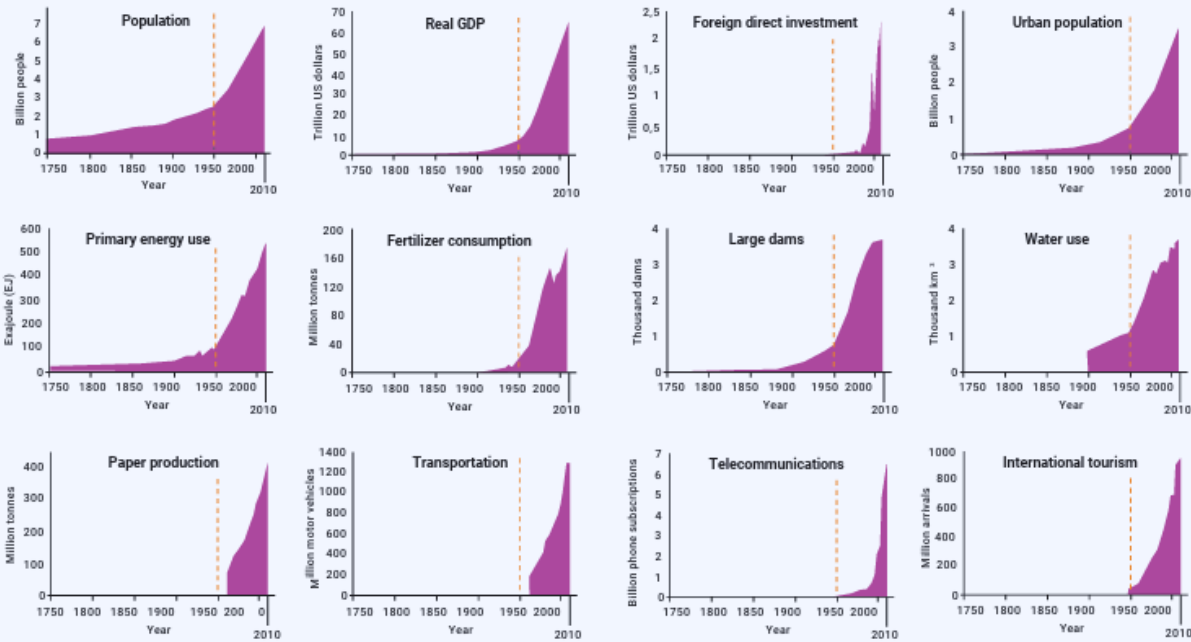 Population
Billion people
7
6
5
4
3
2
1
0
1750 1800 1850 1900 1950 2000
2010
Year
Real GDP
Trillion US dollars
70
60
50
40
30
20
10
0
1750 1800 1850 1900 1950 2000
2010
Year
Foreign direct investment
Trillion US dollars
2,5
2
1,5
1
0,5
0
1750 1800 1850 1900 1950 2000
2010
Year
Urban population
Billion people
4
3
2
1
0
1750 1800 1850 1900 1950 2000
2010
Year
Primary energy use
Exajoule (EJ)
600
500
400
300
200
100
0
1750 1800 1850 1900 1950 2000
2010
Year
Fertilizer consumption
Million tonnes
200
160
120
80
40
0
1750 1800 1850 1900 1950 2000
2010
Year
Large dams
Thousand dams
4
3
2
1
0
1750 1800 1850 1900 1950 2000
2010
Year
Water use
Thousand km ³
4
3
2
1
0
1750 1800 1850 1900 1950 2000
2010
Year
Paper production
Million tonnes
400
300
200
100
0
1750 1800 1850 1900 1950 200 0
2010
Year
Transportation
Million motor vehicles
1400
1200
1000
800
600
400
200
0
1750 1800 1850 1900 1950 2000
2010
Year
Telecommunications
Billion phone subscriptions
7
6
5
4
3
2
1
0
1750 1800 1850 1900 1950 2000
2010
Year
International tourism
Million arrivals
1000
800
600
400
200
0
1750 1800 1850 1900 1950 2000
2010
Year